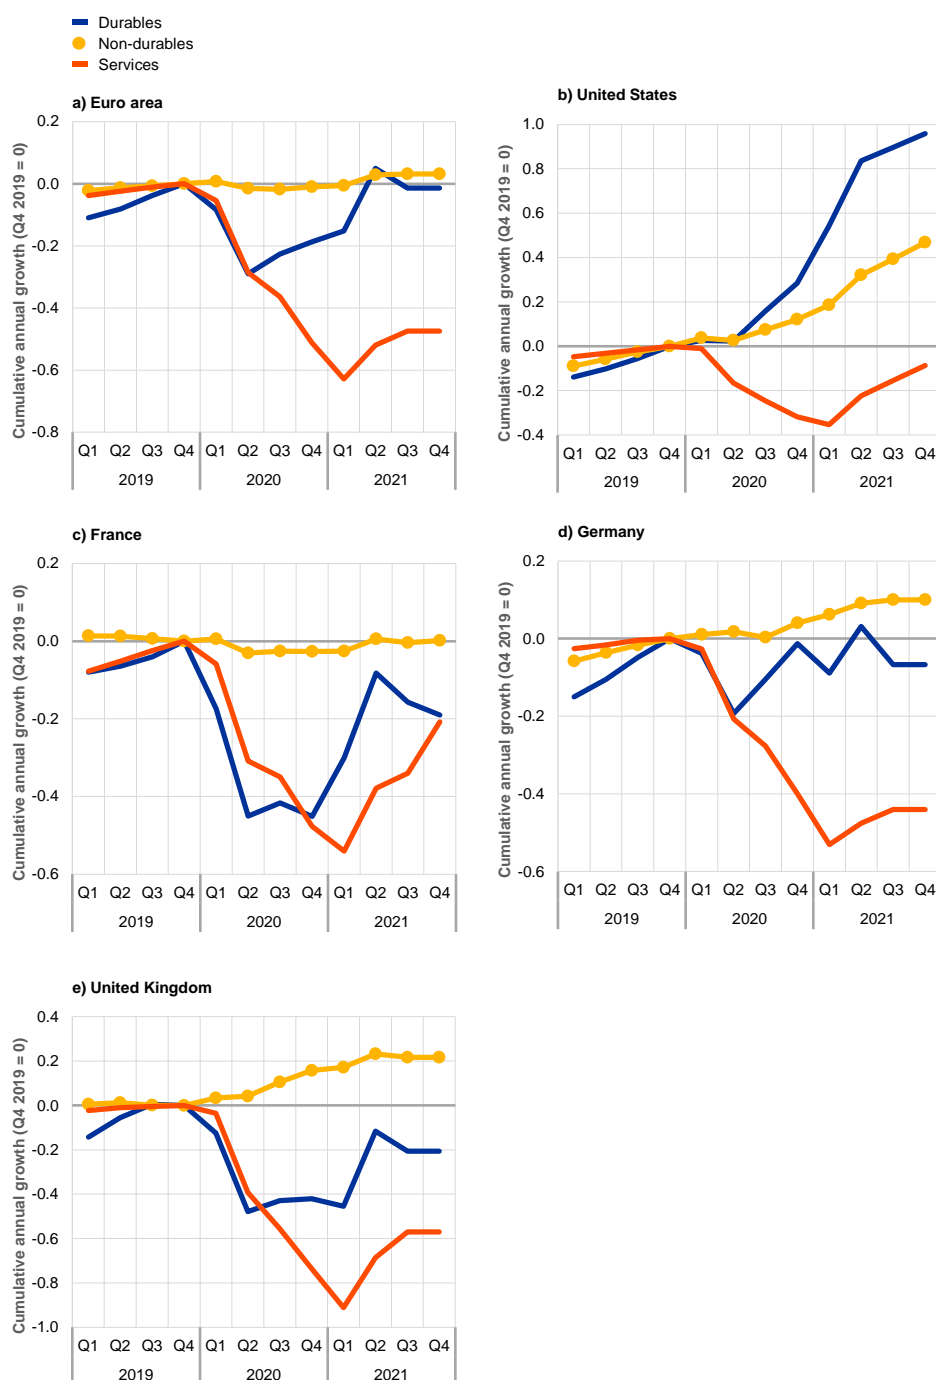 Durables
Non-durables
Services
a) Euro area
Cumulative annual growth (Q4 2019 = 0)
0.2
0.0
-0.2
-0.4
-0.6
-0.8
Q1 Q2 Q3 Q4 Q1 Q2 Q3 Q4 Q1 Q2 Q3 Q4
2019 2020 2021
b) United States
Cumulative annual growth (Q4 2019 = 0)
1.0
0.8
0.6
0.4
0.2
0.0
-0.2
-0.4
Q1 Q2 Q3 Q4 Q1 Q2 Q3 Q4 Q1 Q2 Q3 Q4
2019 2020 2021
c) France
Cumulative annual growth (Q4 2019 = 0)
0.2
0.0
-0.2
-0.4
-0.6
Q1 Q2 Q3 Q4 Q1 Q2 Q3 Q4 Q1 Q2 Q3 Q4
2019 2020 2021
d) Germany
Cumulative annual growth (Q4 2019 = 0)
0.2
0.0
-0.2
-0.4
-0.6
Q1 Q2 Q3 Q4 Q1 Q2 Q3 Q4 Q1 Q2 Q3 Q4
2019 2020 2021
e) United Kingdom
Cumulative annual growth (Q4 2019 = 0)
0.4
0.2
0.0
-0.2
-0.4
-0.6
-0.8
-1.0
Q1 Q2 Q3 Q4 Q1 Q2 Q3 Q4 Q1 Q2 Q3 Q4
2019 2020 2021